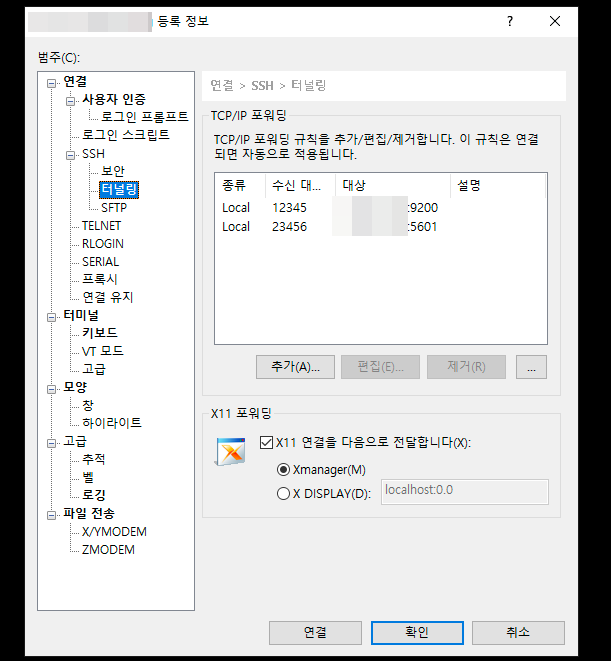 등록 정보
범주(C):
연결
사용자 인증
로그인 프롬프트
로그인 스크립트
SSH
보안
터널링
SFTP
TELNET
RLOGIN
SERIAL
프록시
연결 유지
터미널
키보드
VT 모드
고급
모양
창
하이라이트
고급
추적
벨
로깅
파일 전송
X/YMODEM
ZMODEM
연결 > SSH > 터널링
TCP/IP 포워딩
TCP/IP 포워딩 규칙을 추가/편집/제거합니다. 이 규칙은 연결
되면 자동으로 적용됩니다.
종류 수신 대... 대상 설명
Local 12345 :9200
Local 23456 :5601
추가(A)... 편집(E)... 제거(R) ...
X11 포워딩
X11 연결을 다음으로 전달합니다(X):
Xmanager(M)
X DISPLAY(D): localhost:0.0
연결 확인 취소